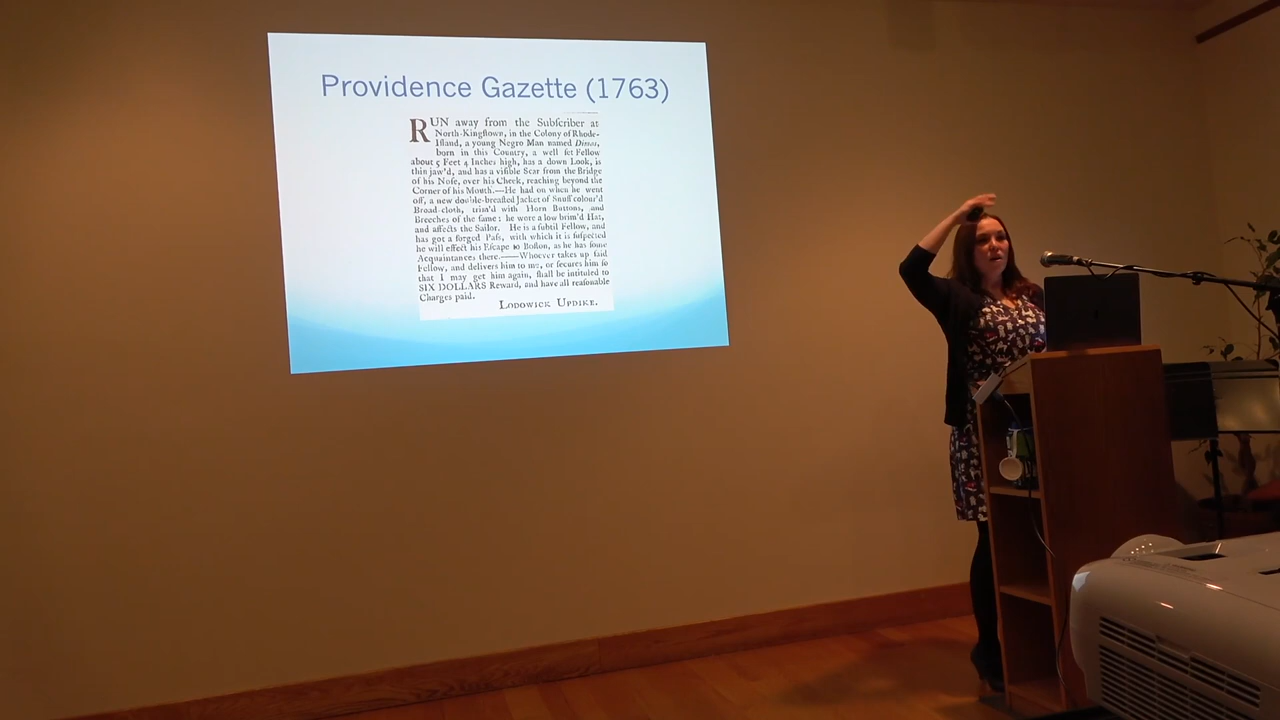 Providence Gazette (1763)
RUN away from the Subſcriber at
North-Kingſtown, in the Colony of Rhode-
Iſland, a young Negro Man named Dimos,
born in this Country, a well ſet Fellow
about 5 Feet 4 Inches high, has a down Look, is
thin jaw'd, and has a viſible Scar from the Bridge
of his Noſe, over his Cheek, reaching beyond the
Corner of his Mouth.—He had on when he went
off, a new double-breaſted Jacket of Snuff colour'd
Broad-cloth, trim'd with Horn Buttons, and
Breeches of the ſame: he wore a low brim'd Hat,
and affects the Sailor. He is a ſubtil Fellow, and
has got a forged Paſs, with which it is ſuſpected
he will effect his Eſcape to Boſton, as he has ſome
Acquaintances there.——Whoever takes up ſaid
Fellow, and delivers him to me, or ſecures him ſo
that I may get him again, ſhall be intituled to
SIX DOLLARS Reward, and have all reaſonable
Charges paid.
LODOWICK UPDIKE.